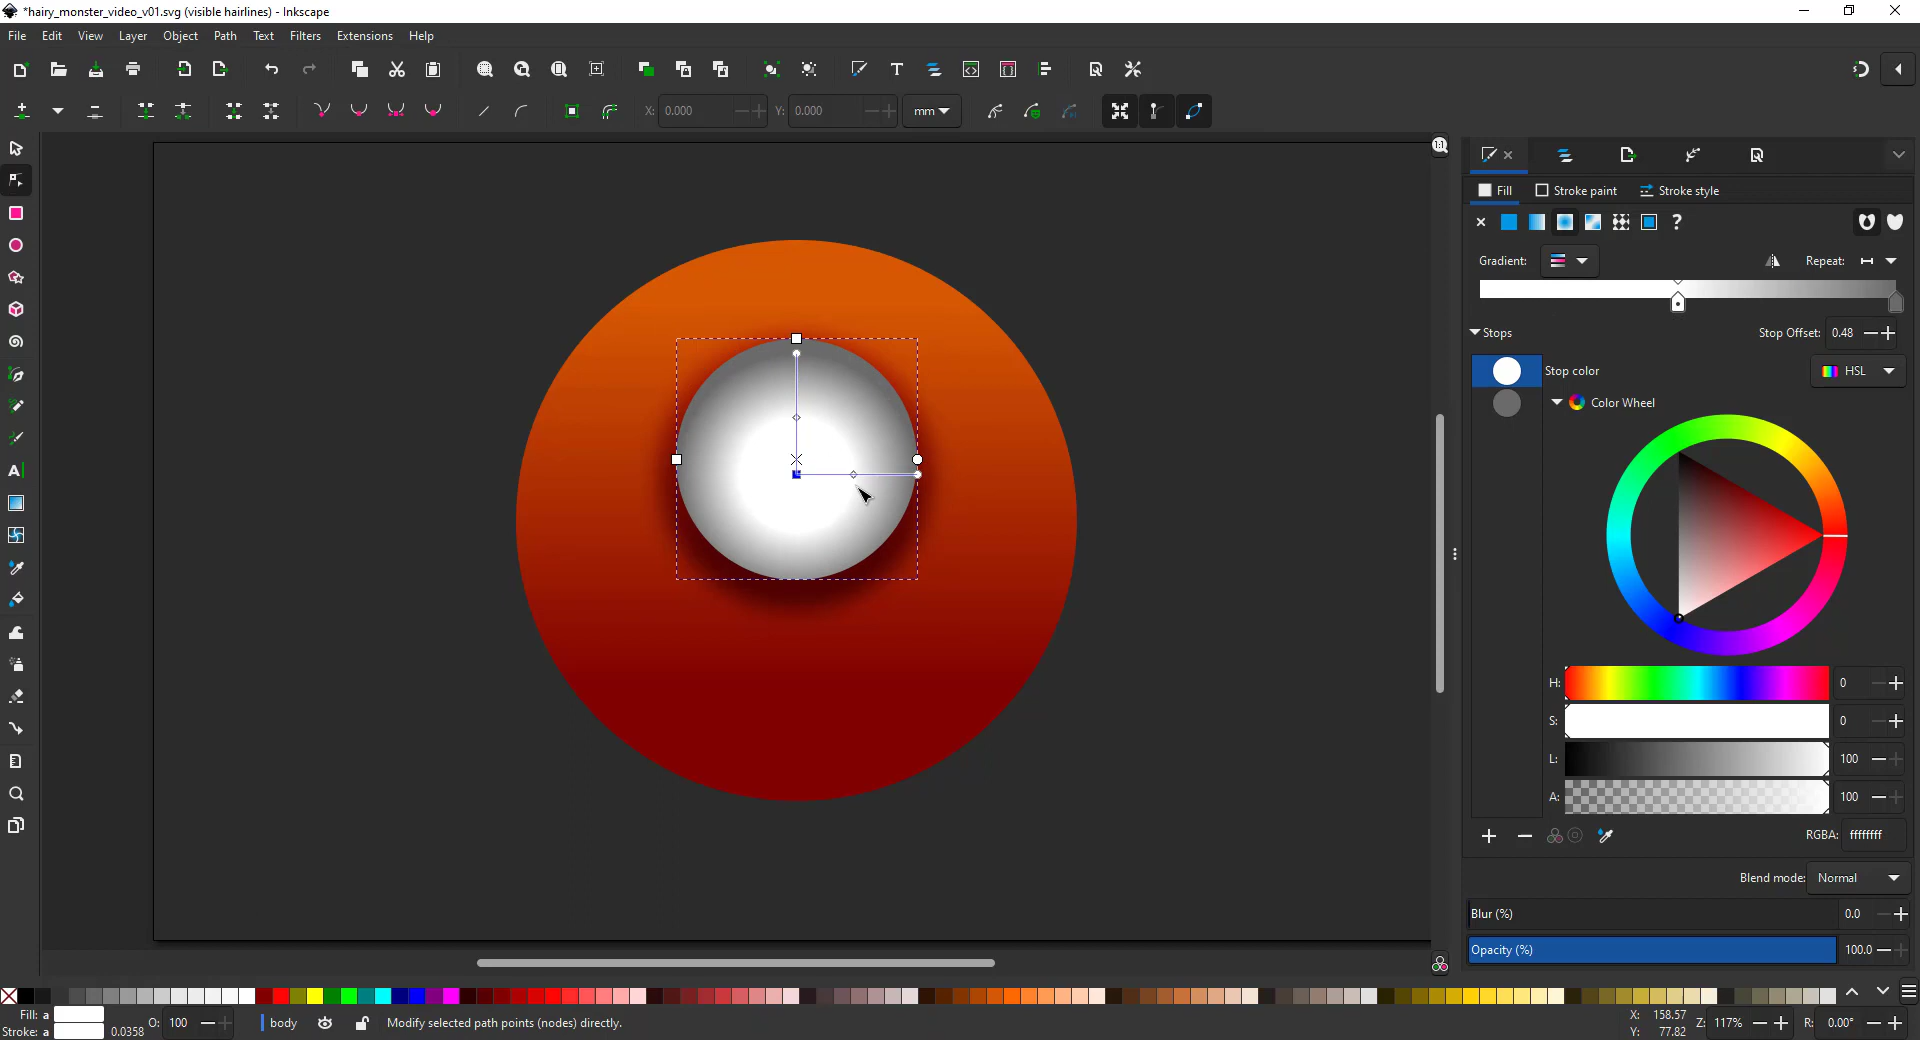 *hairy_monster_video_v01.svg (visible hairlines) - Inkscape
File Edit View Layer Path Object Path Text Filters Extensions Help
X: 0.000 Y: 0.000 mm
1:1
Fill Stroke paint Stroke style
?
Gradient: Repeat:
Stops Stop Offset: 0.48
Stop color HSL
Color Wheel
H: 0
S: 0
L: 100
A: 100
RGBA: ffffffff
Blend mode: Normal
Blur (%) 0.0
Opacity (%) 100.0
Fill: a O: 100 body Modify selected path points (nodes) directly. X: 158.57 Z: 117% R: 0.00°
Stroke: a 0.0358 Y: 77.82